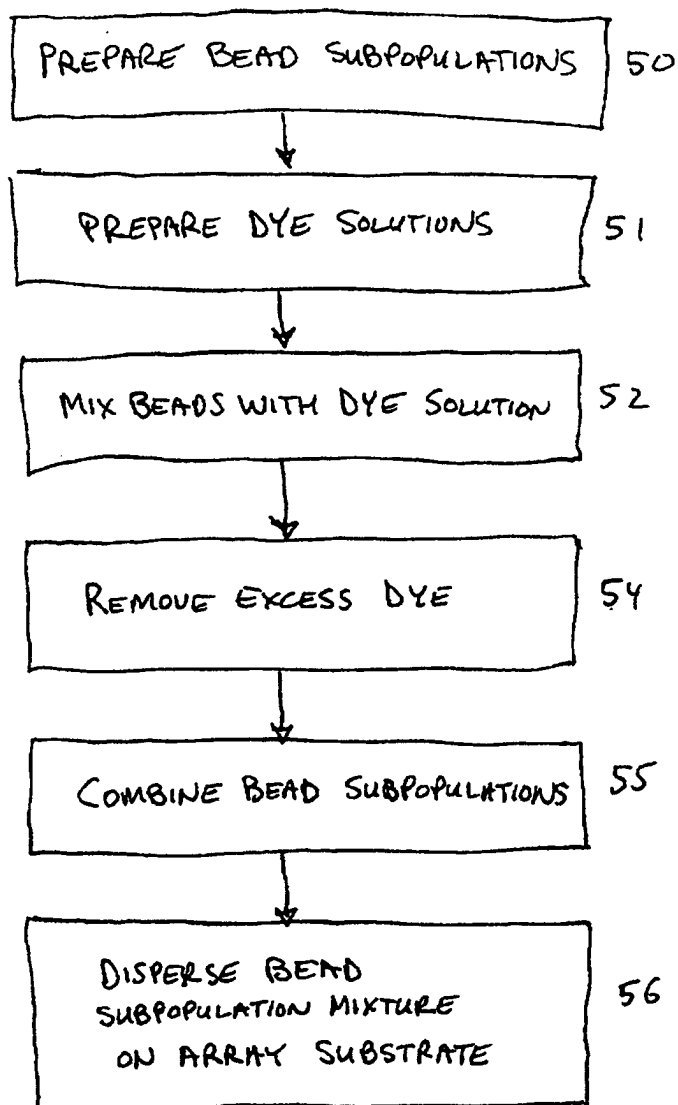 PREPARE BEAD SUBPOPULATIONS 50
PREPARE DYE SOLUTIONS 51
MIX BEADS WITH DYE SOLUTION 52
REMOVE EXCESS DYE 54
COMBINE BEAD SUBPOPULATIONS 55
DISPERSE BEAD
SUBPOPULATION MIXTURE 56
ON ARRAY SUBSTRATE